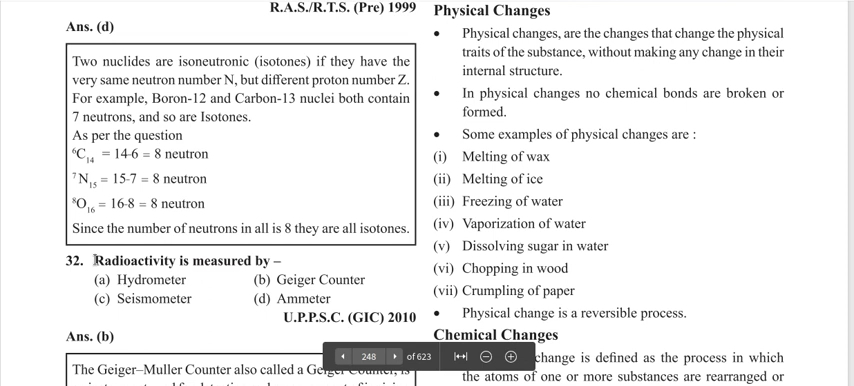 R.A.S./R.T.S. (Pre) 1999
Ans. (d)
Two nuclides are isoneutronic (isotones) if they have the
very same neutron number N, but different proton number Z.
For example, Boron-12 and Carbon-13 nuclei both contain
7 neutrons, and so are Isotones.
As per the question
⁶C₁₄ = 14-6 = 8 neutron
⁷N₁₅ = 15-7 = 8 neutron
⁸O₁₆ = 16-8 = 8 neutron
Since the number of neutrons in all is 8 they are all isotones.
32. Radioactivity is measured by –
(a) Hydrometer (b) Geiger Counter
(c) Seismometer (d) Ammeter
U.P.P.S.C. (GIC) 2010
Ans. (b)
The Geiger–Muller Counter also called a Geiger Counter, is
Physical Changes
• Physical changes, are the changes that change the physical
traits of the substance, without making any change in their
internal structure.
• In physical changes no chemical bonds are broken or
formed.
• Some examples of physical changes are :
(i) Melting of wax
(ii) Melting of ice
(iii) Freezing of water
(iv) Vaporization of water
(v) Dissolving sugar in water
(vi) Chopping in wood
(vii) Crumpling of paper
• Physical change is a reversible process.
Chemical Changes
change is defined as the process in which
the atoms of one or more substances are rearranged or
248 of 623